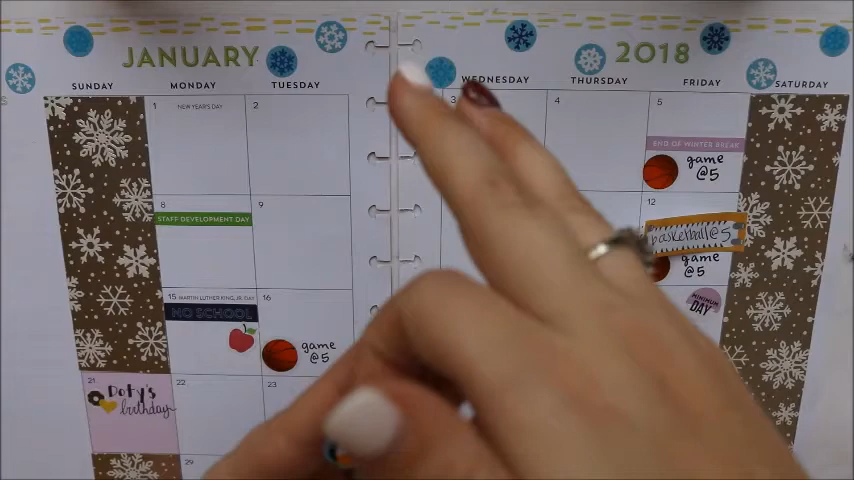 JANUARY
2018
SUNDAY
MONDAY
TUESDAY
WEDNESDAY
THURSDAY
FRIDAY
SATURDAY
1 NEW YEAR'S DAY
2
3
4
5
END OF WINTER BREAK
game
@5
8
STAFF DEVELOPMENT DAY
9
12
basketball@5
game
@5
15 MARTIN LUTHER KING, JR. DAY
NO SCHOOL
16
game
@5
MINIMUM
DAY
21
birthday
22
23
29